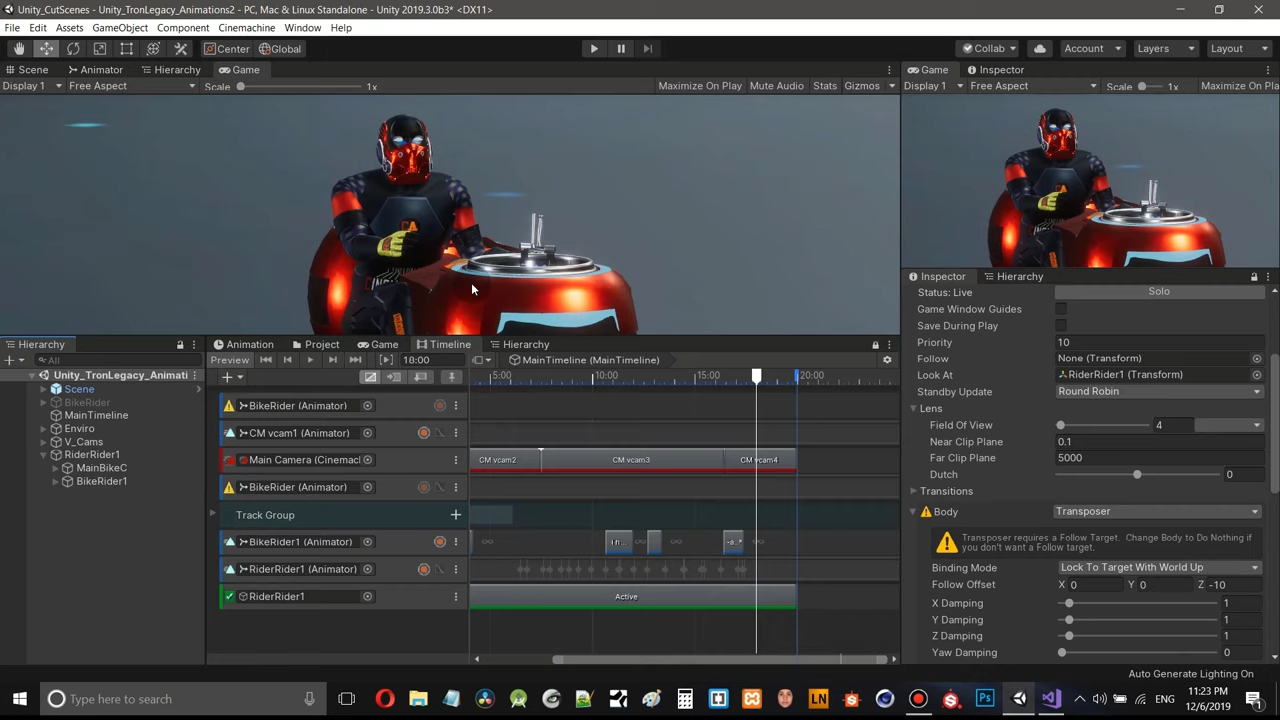 Unity_CutScenes - Unity_TronLegacy_Animations2 - PC, Mac & Linux Standalone - Unity 2019.3.0b3* <DX11>
File Edit Assets GameObject Component Cinemachine Window Help
Center Global Collab Account Layers Layout
Scene Animator Hierarchy Game
Display 1 Free Aspect Scale 1x Maximize On Play Mute Audio Stats Gizmos
Game Inspector
Display 1 Free Aspect Scale 1x Maximize On Pla
Hierarchy
All
Unity_TronLegacy_Animati
Scene
BikeRider
MainTimeline
Enviro
V_Cams
RiderRider1
MainBikeC
BikeRider1
Animation Project Game Timeline Hierarchy
Preview 18:00 MainTimeline (MainTimeline)
5:00 10:00 15:00 20:00
BikeRider (Animator)
CM vcam1 (Animator)
Main Camera (Cinemacl CM vcam2 CM vcam3 CM vcam4
BikeRider (Animator)
Track Group
BikeRider1 (Animator)
RiderRider1 (Animator)
RiderRider1 Active
Inspector Hierarchy
Status: Live Solo
Game Window Guides
Save During Play
Priority 10
Follow None (Transform)
Look At RiderRider1 (Transform)
Standby Update Round Robin
Lens
Field Of View 4
Near Clip Plane 0.1
Far Clip Plane 5000
Dutch 0
Transitions
Body Transposer
Transposer requires a Follow Target. Change Body to Do Nothing if
you don't want a Follow target.
Binding Mode Lock To Target With World Up
Follow Offset X 0 Y 0 Z -10
X Damping 1
Y Damping 1
Z Damping 1
Yaw Damping 0
Auto Generate Lighting On
Type here to search
LN
Ps
ENG
11:23 PM
12/6/2019